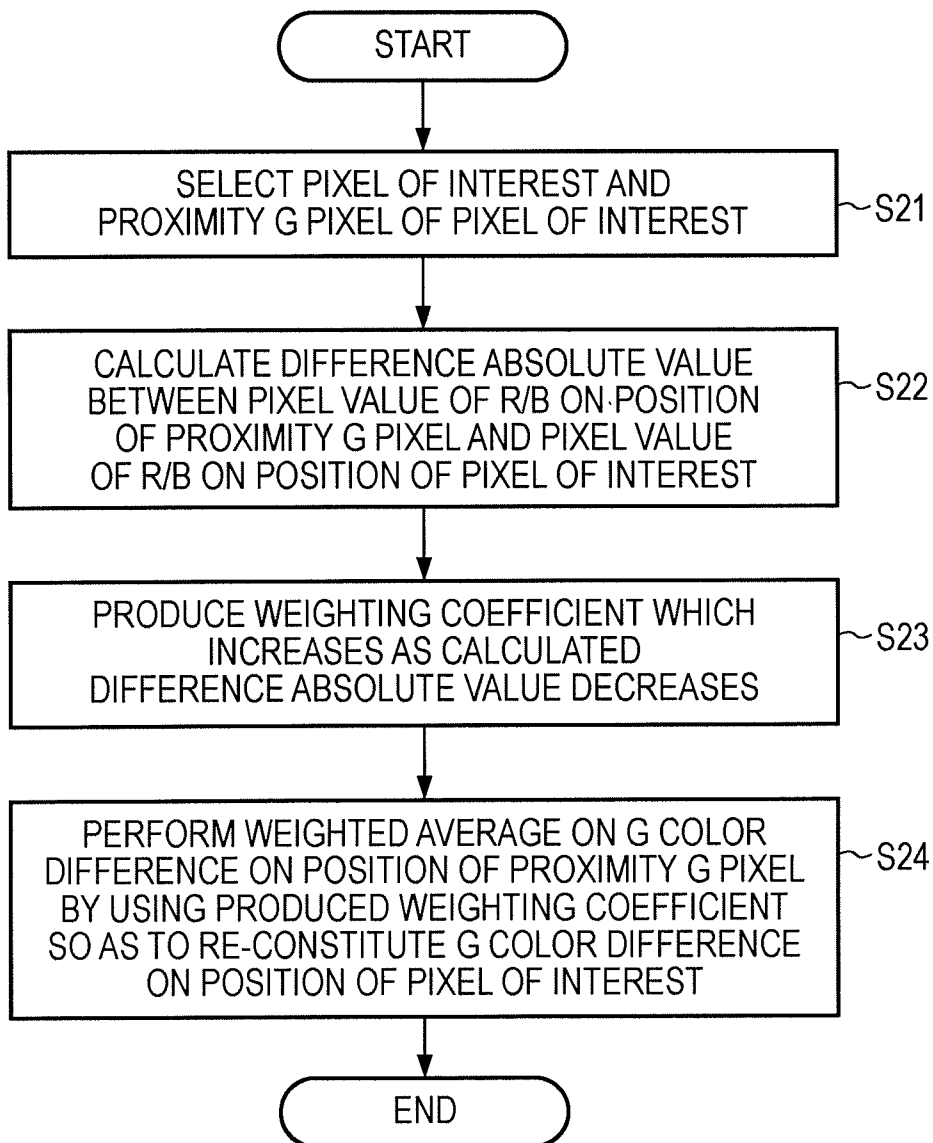 START
SELECT PIXEL OF INTEREST AND
PROXIMITY G PIXEL OF PIXEL OF INTEREST
S21
CALCULATE DIFFERENCE ABSOLUTE VALUE
BETWEEN PIXEL VALUE OF R/B ON POSITION
OF PROXIMITY G PIXEL AND PIXEL VALUE
OF R/B ON POSITION OF PIXEL OF INTEREST
S22
PRODUCE WEIGHTING COEFFICIENT WHICH
INCREASES AS CALCULATED
DIFFERENCE ABSOLUTE VALUE DECREASES
S23
PERFORM WEIGHTED AVERAGE ON G COLOR
DIFFERENCE ON POSITION OF PROXIMITY G PIXEL
BY USING PRODUCED WEIGHTING COEFFICIENT
SO AS TO RE-CONSTITUTE G COLOR DIFFERENCE
ON POSITION OF PIXEL OF INTEREST
S24
END